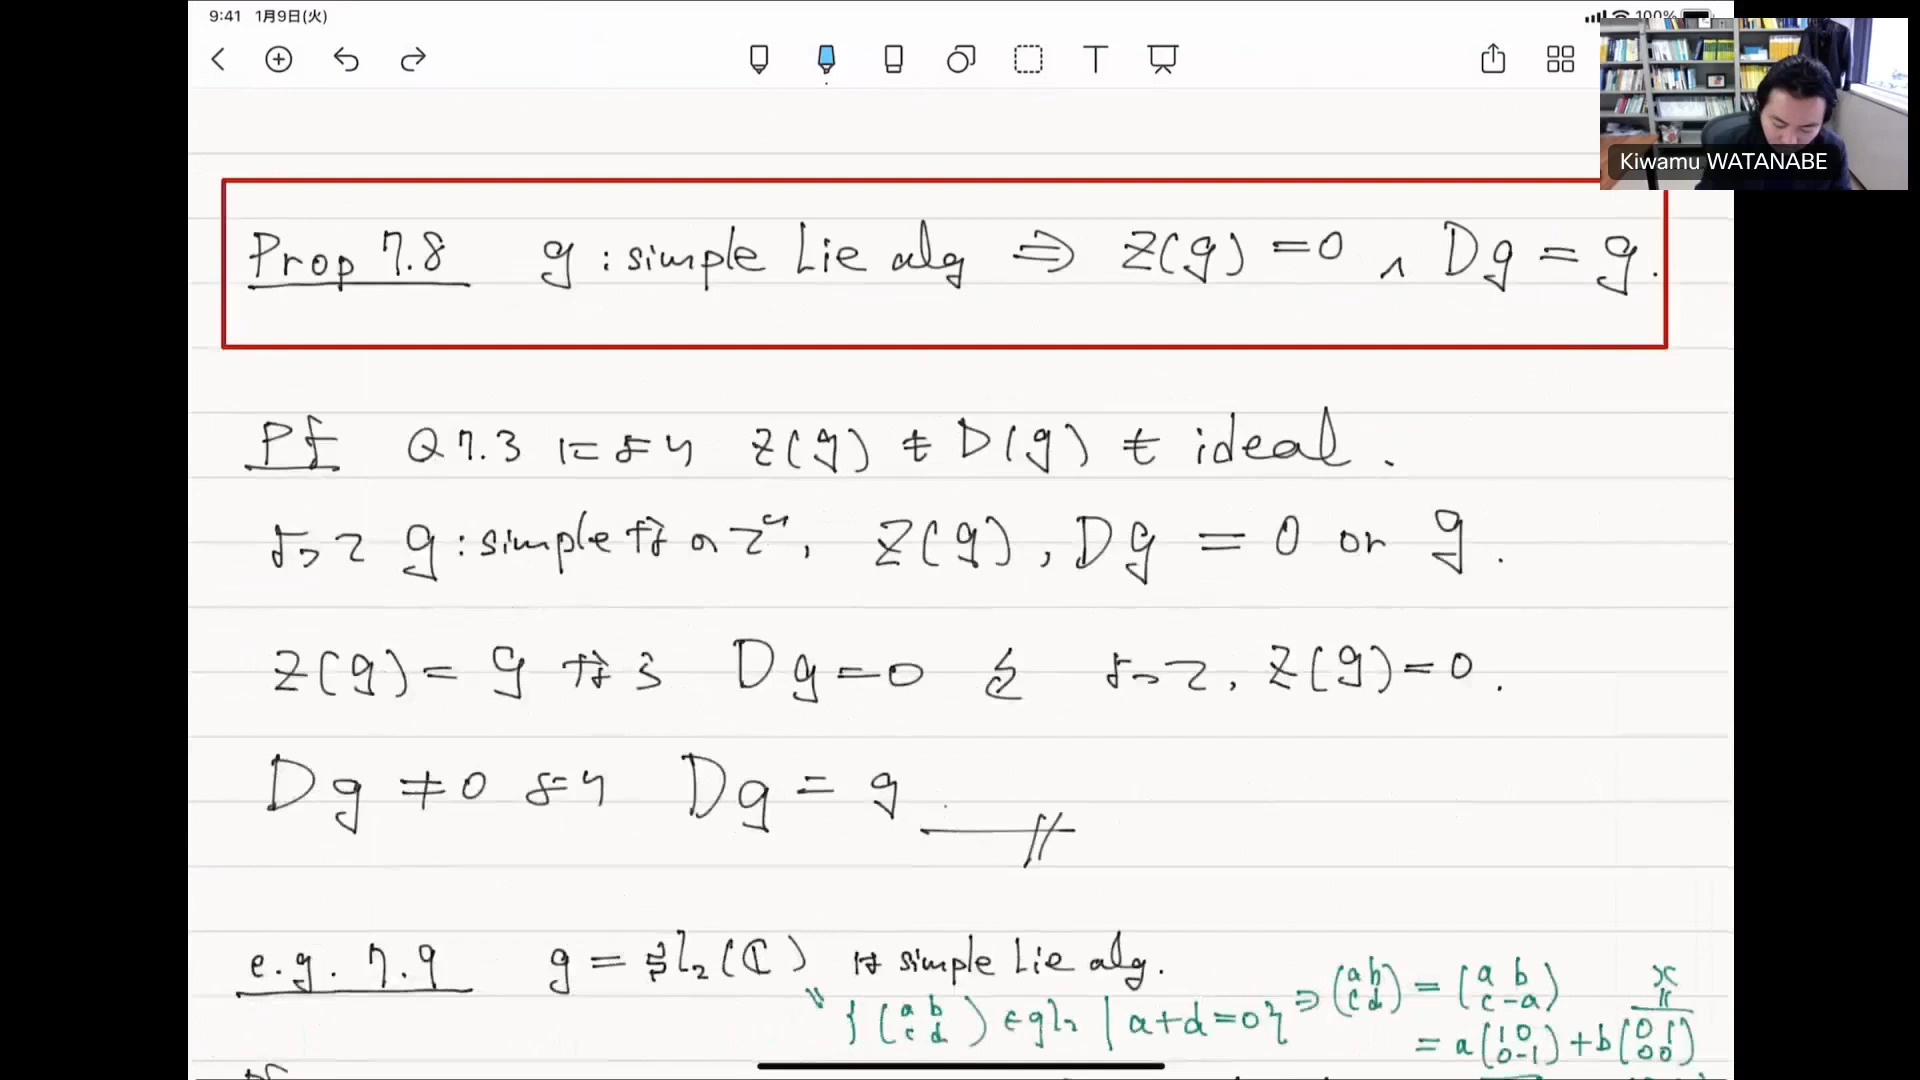 9:41 1月9日(火)
100%
Kiwamu WATANABE
Prop 7.8 g : simple Lie alg ⇒ Z(g) = 0 ∧ Dg = g.
Pf Q7.3 により Z(g) も D(g) も ideal.
よって g : simple なので, Z(g), Dg = 0 or g.
Z(g) = g なら Dg = 0 よって, Z(g) = 0.
Dg ≠ 0 より Dg = g
e.g. 7.9 g = sl₂(ℂ) は simple Lie alg.
{ (a b c d) ∈ gl₂ | a+d=0 } ∋ (a b c d) = (a b c -a) x
= a(1 0 0 -1) + b(0 1 0 0)